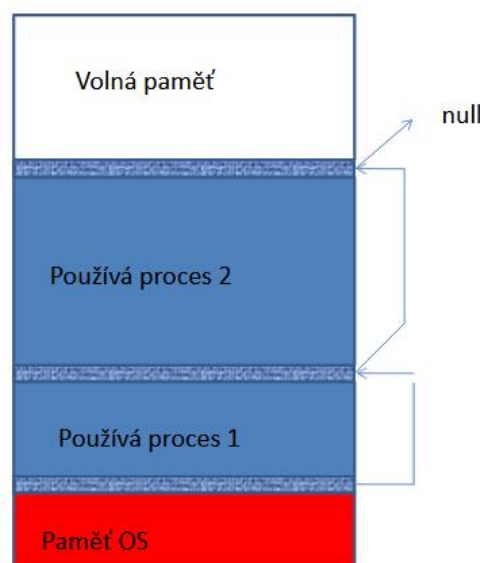 Volná paměť
null
Používá proces 2
Používá proces 1
Paměť OS